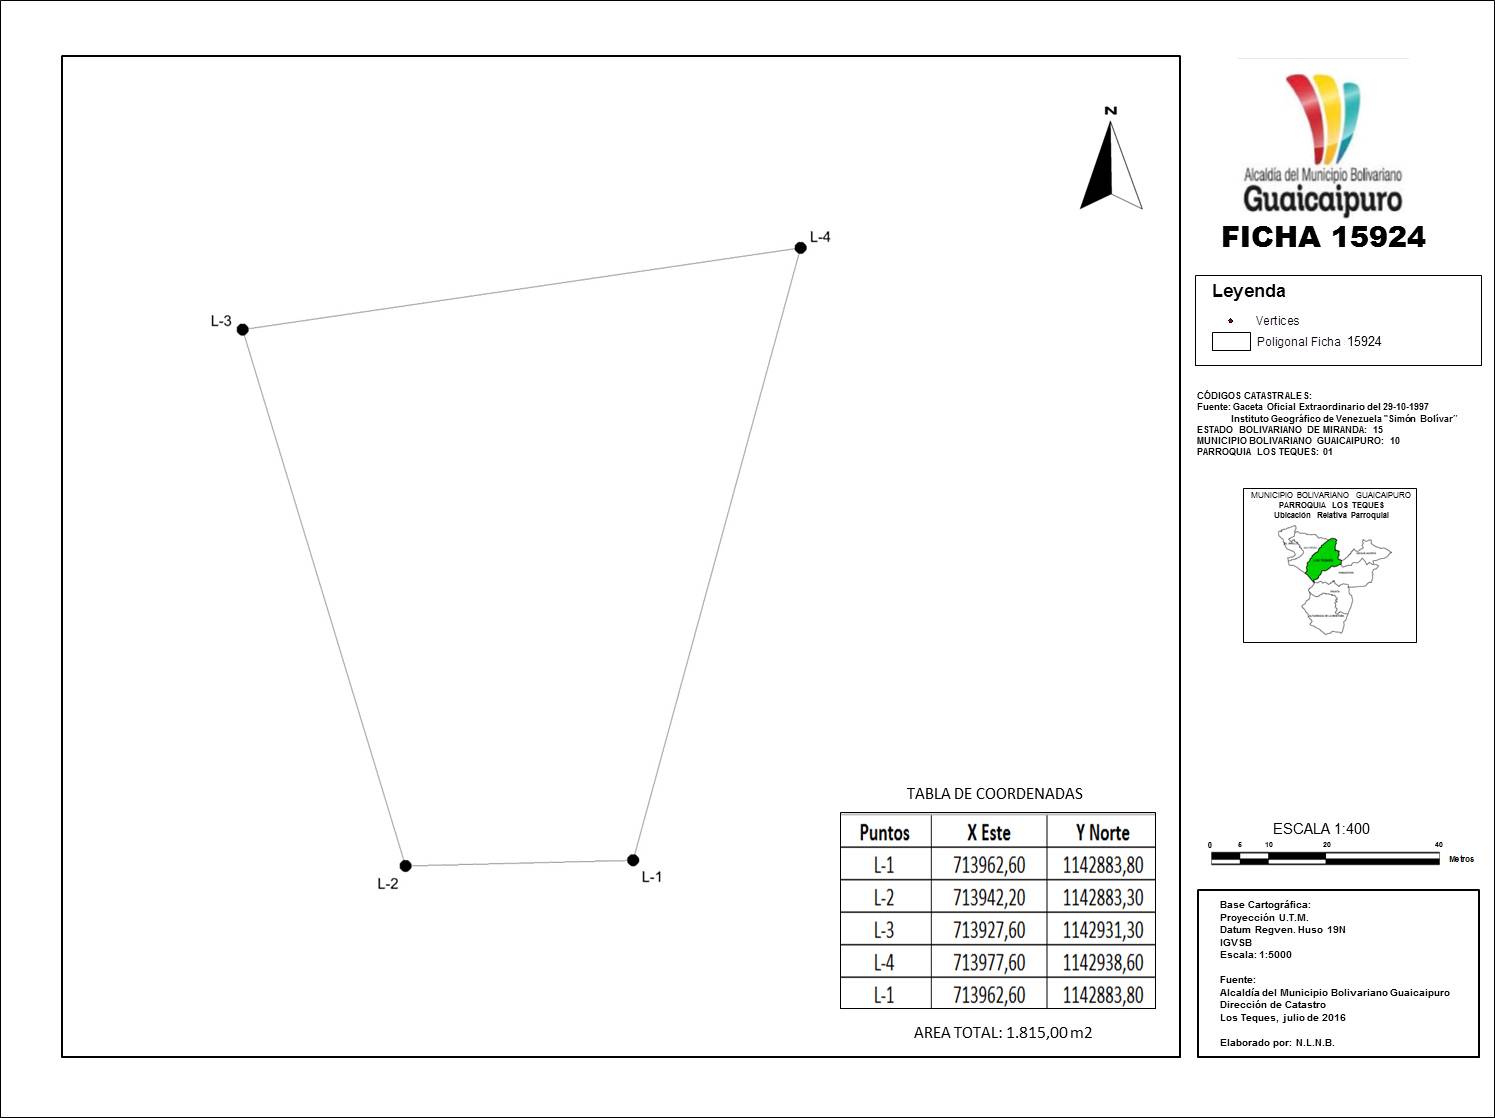 N
L-4
L-3
L-2
L-1
TABLA DE COORDENADAS
Puntos X Este Y Norte
L-1 713962,60 1142883,80
L-2 713942,20 1142883,30
L-3 713927,60 1142931,30
L-4 713977,60 1142938,60
L-1 713962,60 1142883,80
AREA TOTAL: 1.815,00 m2
Alcaldía del Municipio Bolivariano
Guaicaipuro
FICHA 15924
Leyenda
Vertices
Poligonal Ficha 15924
CÓDIGOS CATASTRALES:
Fuente: Gaceta Oficial Extraordinario del 29-10-1997
Instituto Geográfico de Venezuela "Simón Bolívar"
ESTADO BOLIVARIANO DE MIRANDA: 15
MUNICIPIO BOLIVARIANO GUAICAIPURO: 10
PARROQUIA LOS TEQUES: 01
MUNICIPIO BOLIVARIANO GUAICAIPURO
PARROQUIA LOS TEQUES
Ubicación Relativa Parroquial
ESCALA 1:400
0 5 10 20 40
Metros
Base Cartográfica:
Proyección U.T.M.
Datum Regven. Huso 19N
IGVSB
Escala: 1:5000
Fuente:
Alcaldía del Municipio Bolivariano Guaicaipuro
Dirección de Catastro
Los Teques, julio de 2016
Elaborado por: N.L.N.B.